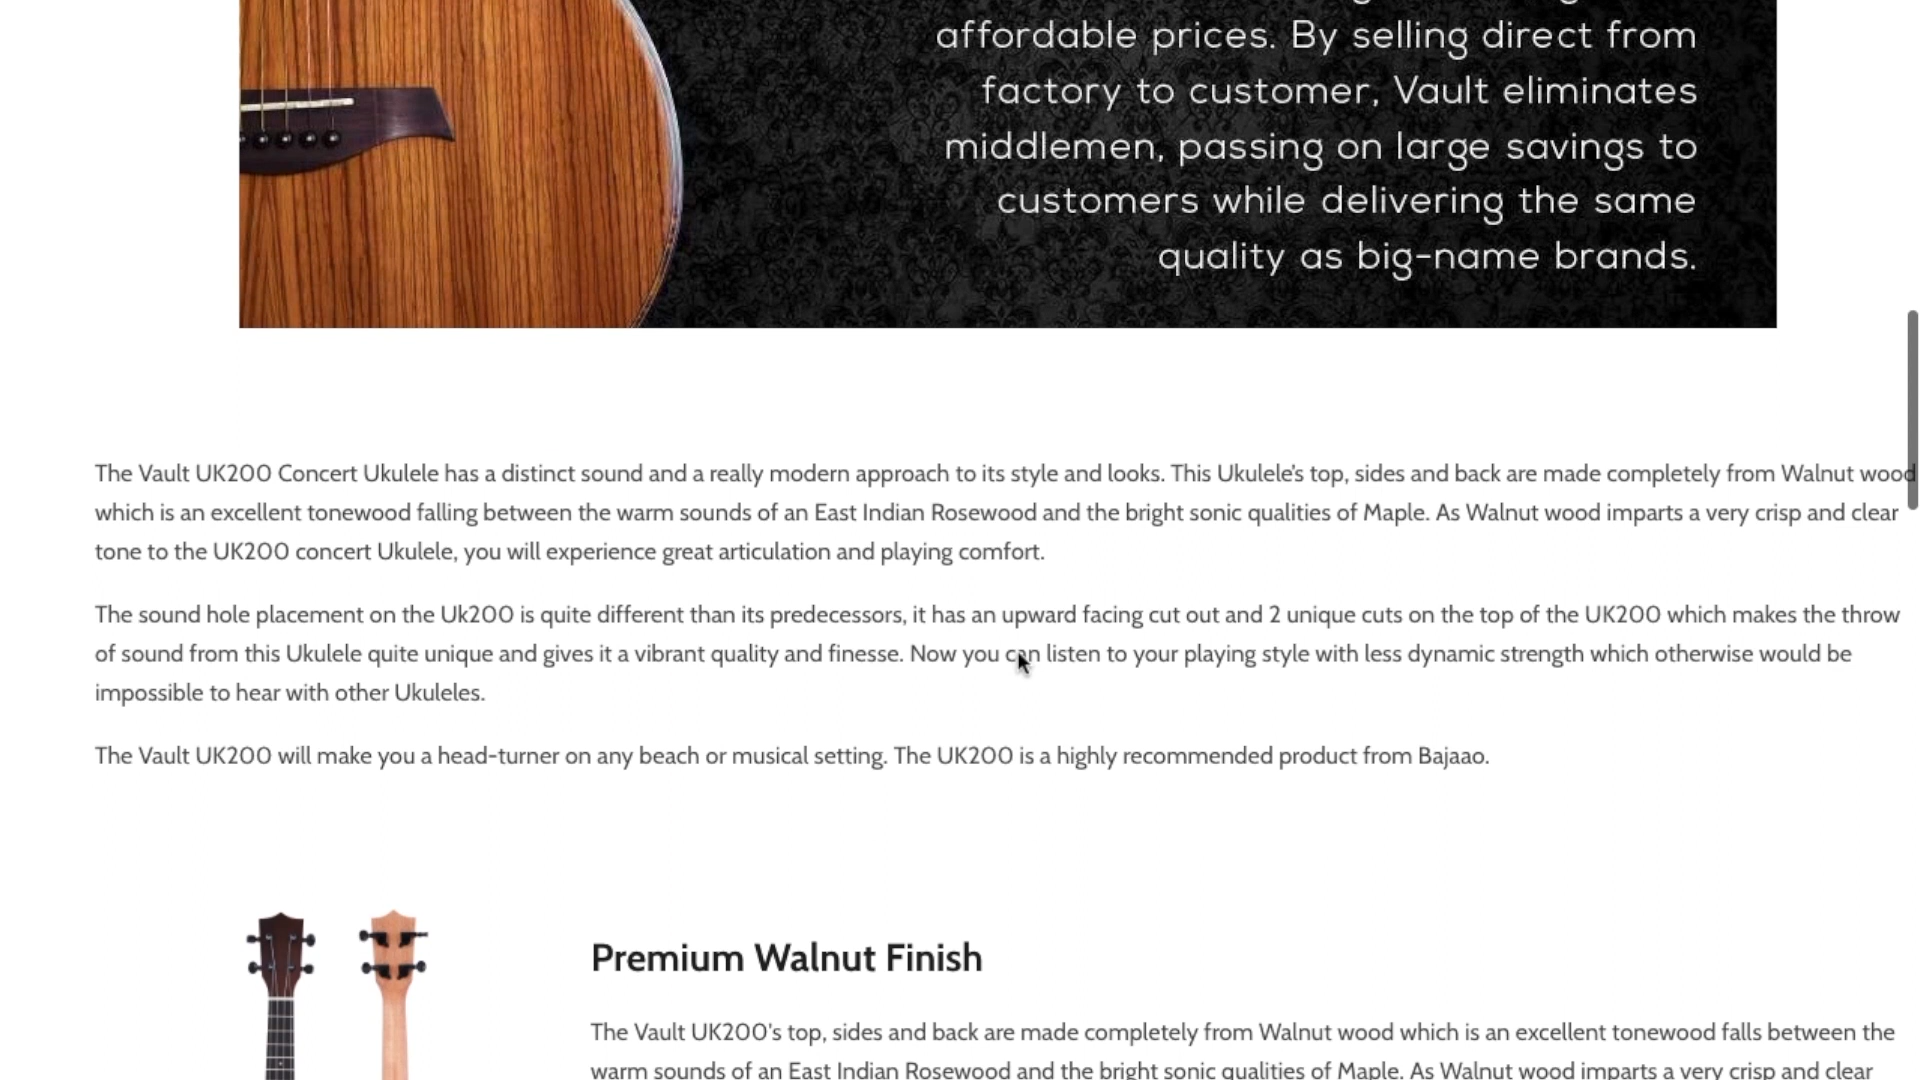 affordable prices. By selling direct from
factory to customer, Vault eliminates
middlemen, passing on large savings to
customers while delivering the same
quality as big-name brands.
The Vault UK200 Concert Ukulele has a distinct sound and a really modern approach to its style and looks. This Ukulele's top, sides and back are made completely from Walnut wood
which is an excellent tonewood falling between the warm sounds of an East Indian Rosewood and the bright sonic qualities of Maple. As Walnut wood imparts a very crisp and clear
tone to the UK200 concert Ukulele, you will experience great articulation and playing comfort.
The sound hole placement on the Uk200 is quite different than its predecessors, it has an upward facing cut out and 2 unique cuts on the top of the UK200 which makes the throw
of sound from this Ukulele quite unique and gives it a vibrant quality and finesse. Now you can listen to your playing style with less dynamic strength which otherwise would be
impossible to hear with other Ukuleles.
The Vault UK200 will make you a head-turner on any beach or musical setting. The UK200 is a highly recommended product from Bajaao.
Premium Walnut Finish
The Vault UK200's top, sides and back are made completely from Walnut wood which is an excellent tonewood falls between the
warm sounds of an East Indian Rosewood and the bright sonic qualities of Maple. As Walnut wood imparts a very crisp and clear